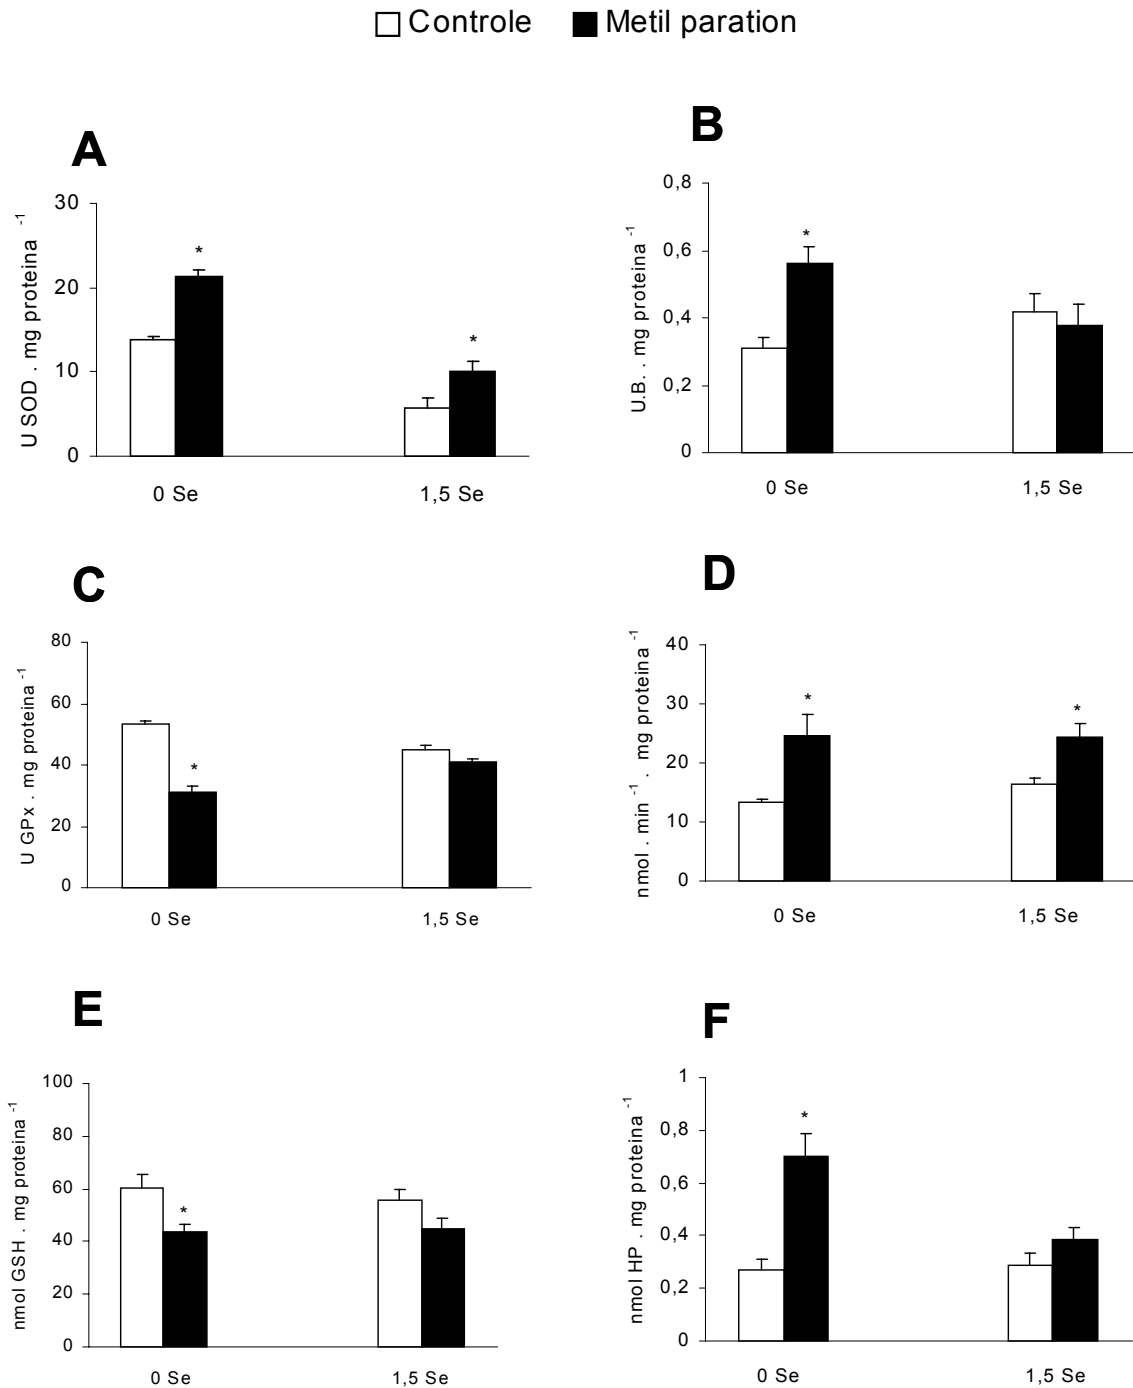 Controle Metil paration
A
U SOD . mg proteina -1
30
20
10
0
*
*
0 Se 1,5 Se
B
U.B. . mg proteina -1
0,8
0,6
0,4
0,2
0
*
0 Se 1,5 Se
C
U GPx . mg proteina -1
80
60
40
20
0
*
0 Se 1,5 Se
D
nmol . min -1 . mg proteina -1
40
30
20
10
0
*
*
0 Se 1,5 Se
E
nmol GSH . mg proteina -1
100
80
60
40
20
0
*
0 Se 1,5 Se
F
nmol HP . mg proteina -1
1
0,8
0,6
0,4
0,2
0
*
0 Se 1,5 Se